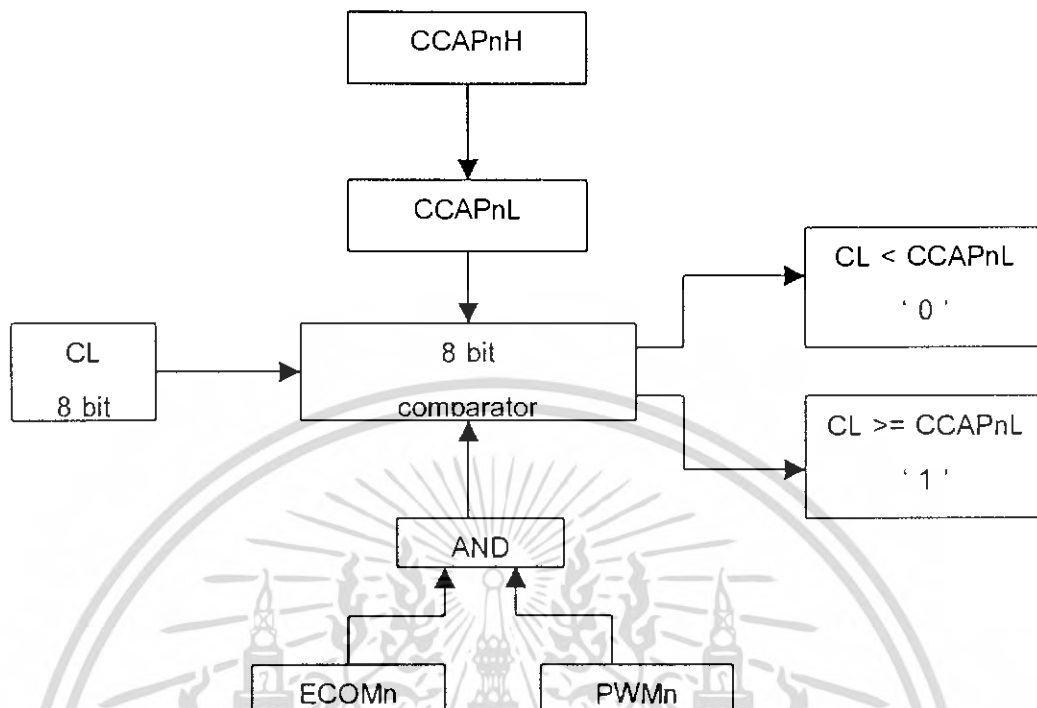 CCAPnH
CCAPnL
CL < CCAPnL
' 0 '
CL
8 bit
8 bit
comparator
CL >= CCAPnL
' 1 '
AND
ECOMn
PWMn